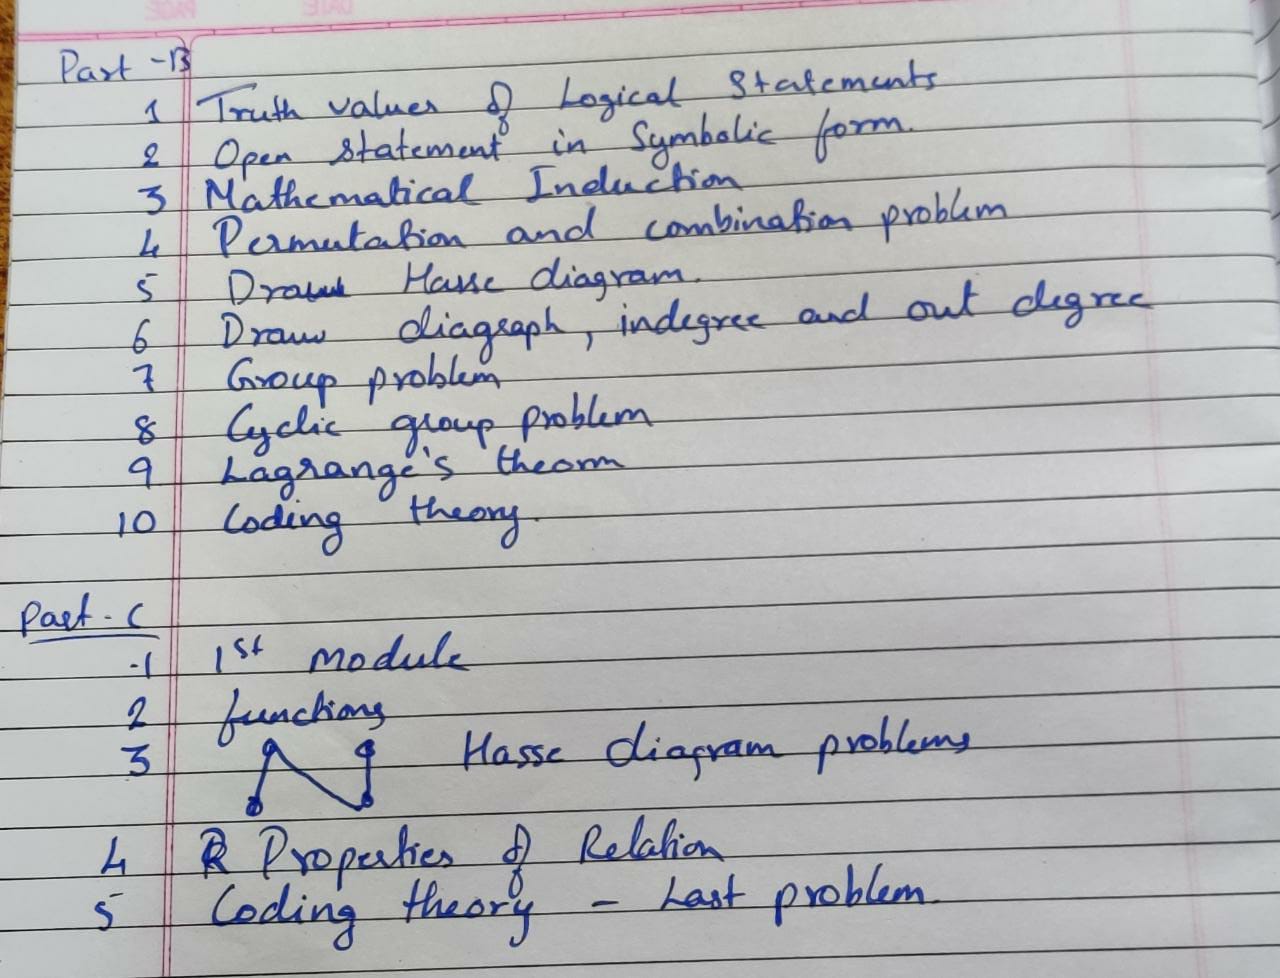 PAGE DATE
Part - B
1 Truth values of Logical Statements
2 Open statement in Symbolic form.
3 Mathematical Induction
4 Permutation and combination problem
5 Draw Hasse diagram.
6 Draw diagraph, indegree and out degree
7 Group problem
8 Cyclic group problem
9 Lagrange's theorm
10 Coding theory.
Part - C
1 1st module
2 functions
3 Hasse diagram problems
4 R Properties of Relation
5 Coding theory - Last problem.